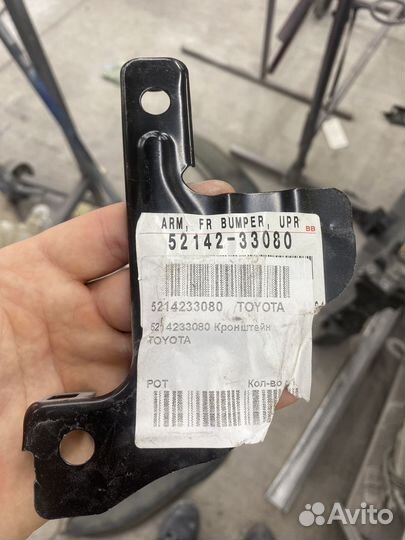 ARM, FR BUMPER, UPR
BB
52142-33080
5214233080 TOYOTA
5214233080 Кронштейн
TOYOTA
РОТ
Кол-во
Avito